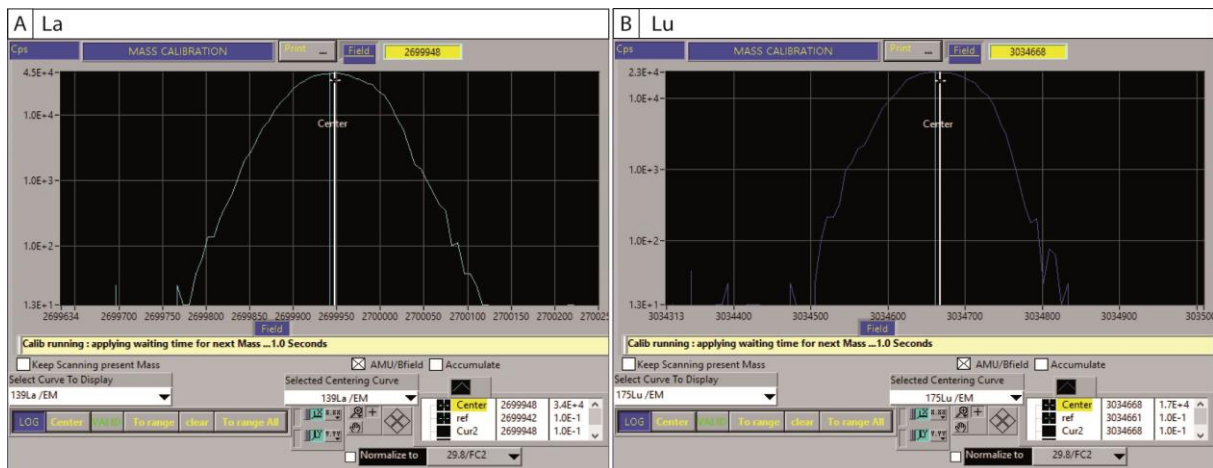 A La
Cps MASS CALIBRATION Print ... Field 2699948
4.5E+4
1.0E+4
Center
1.0E+3
1.0E+2
1.3E+1
2699634 2699700 2699750 2699800 2699850 2699900 2699950 2700000 2700050 2700100 2700150 2700200 270025
Field
Calib running : applying waiting time for next Mass ...1.0 Seconds
Keep Scanning present Mass AMU/Bfield Accumulate
Select Curve To Display Selected Centering Curve
139La /EM 139La /EM
Center 2699948 3.4E+4
ref 2699942 1.0E-1
Cur2 2699948 1.0E-1
LOG Center VALID To range clear To range All
X X.XX
Y Y.YY
Normalize to 29.8/FC2
B Lu
Cps MASS CALIBRATION Print ... Field 3034668
2.3E+4
1.0E+4
Center
1.0E+3
1.0E+2
1.3E+1
3034313 3034400 3034500 3034600 3034700 3034800 3034900 303500
Field
Calib running : applying waiting time for next Mass ...1.0 Seconds
Keep Scanning present Mass AMU/Bfield Accumulate
Select Curve To Display Selected Centering Curve
175Lu /EM 175Lu /EM
Center 3034668 1.7E+4
ref 3034661 1.0E-1
Cur2 3034668 1.0E-1
LOG Center VALID To range clear To range All
X X.XX
Y Y.YY
Normalize to 29.8/FC2